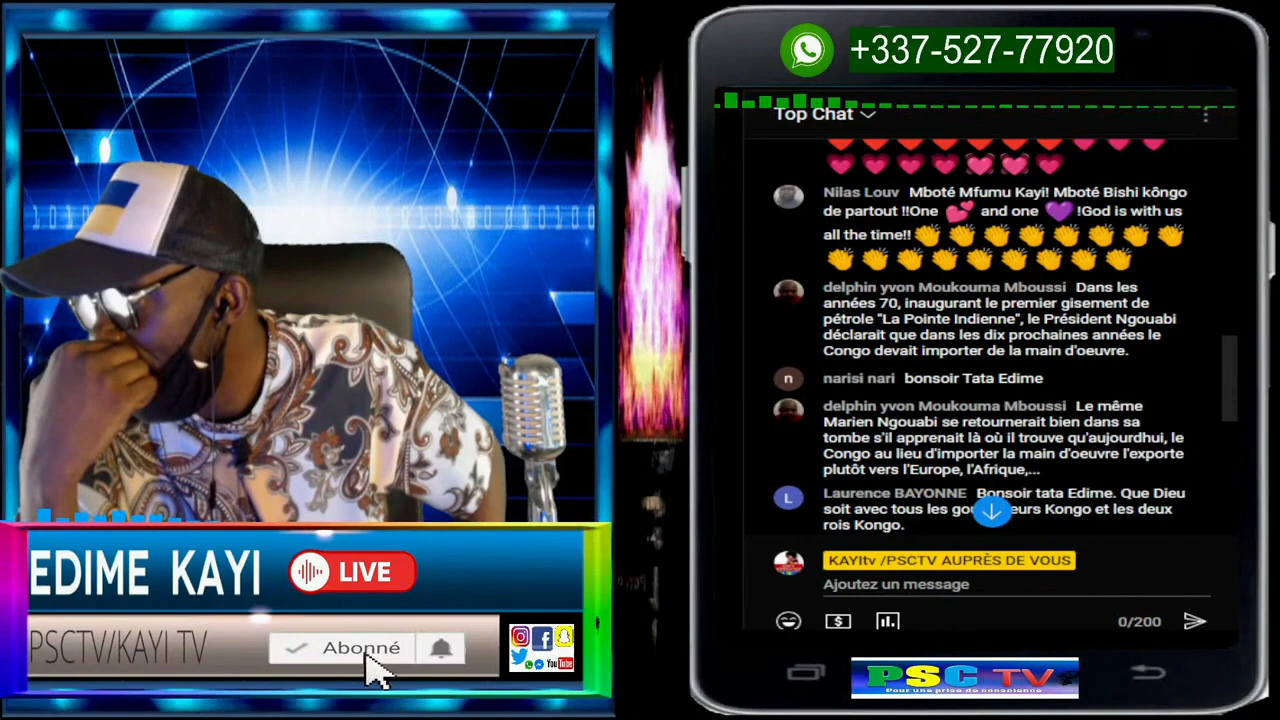 EDIME KAYI
LIVE
PSCTV/KAYI TV
Abonné
You Tube
+337-527-77920
Top Chat
Nilas Louv Mboté Mfumu Kayi! Mboté Bishi kôngo
de partout !!One 💕 and one 💜 !God is with us
all the time!! 👏👏👏👏👏👏👏👏
👏👏👏👏👏👏👏👏👏
delphin yvon Moukouma Mboussi Dans les
années 70, inaugurant le premier gisement de
pétrole "La Pointe Indienne", le Président Ngouabi
déclarait que dans les dix prochaines années le
Congo devait importer de la main d'oeuvre.
n
narisi nari bonsoir Tata Edime
delphin yvon Moukouma Mboussi Le même
Marien Ngouabi se retournerait bien dans sa
tombe s'il apprenait là où il trouve qu'aujourdhui, le
Congo au lieu d'importer la main d'oeuvre l'exporte
plutôt vers l'Europe, l'Afrique,...
L
Laurence BAYONNE Bonsoir tata Edime. Que Dieu
soit avec tous les eurs Kongo et les deux
rois Kongo.
KAYItv /PSCTV AUPRÈS DE VOUS
Ajoutez un message
0/200
PSC TV
Pour une prise de conscience